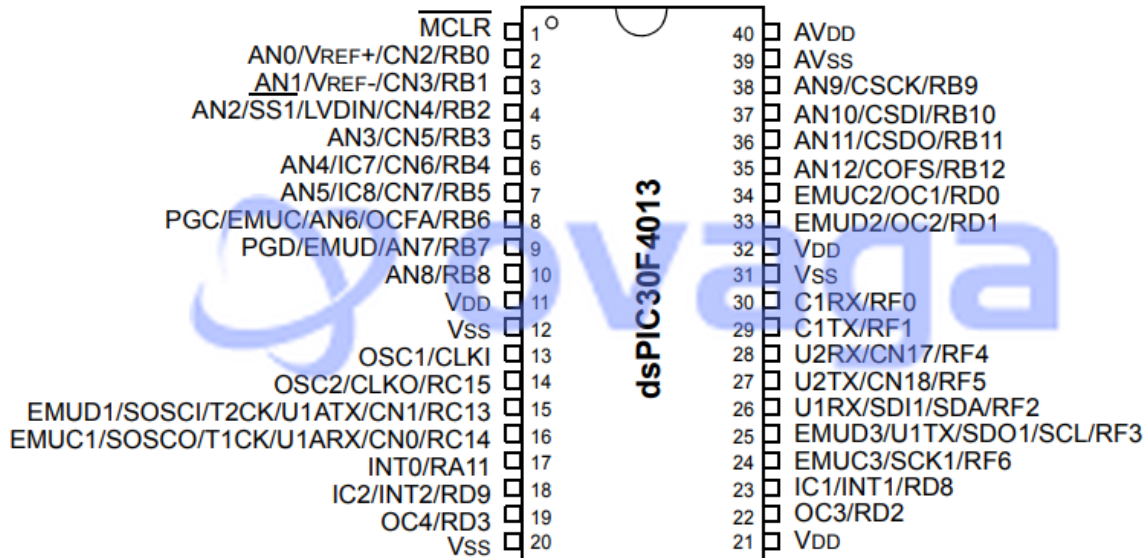 MCLR 1 40 AVDD
AN0/VREF+/CN2/RB0 2 39 AVSS
AN1/VREF-/CN3/RB1 3 38 AN9/CSCK/RB9
AN2/SS1/LVDIN/CN4/RB2 4 37 AN10/CSDI/RB10
AN3/CN5/RB3 5 36 AN11/CSDO/RB11
AN4/IC7/CN6/RB4 6 35 AN12/COFS/RB12
AN5/IC8/CN7/RB5 7 34 EMUC2/OC1/RD0
PGC/EMUC/AN6/OCFA/RB6 8 33 EMUD2/OC2/RD1
PGD/EMUD/AN7/RB7 9 32 VDD
AN8/RB8 10 31 VSS
VDD 11 30 C1RX/RF0
VSS 12 29 C1TX/RF1
OSC1/CLKI 13 28 U2RX/CN17/RF4
OSC2/CLKO/RC15 14 27 U2TX/CN18/RF5
EMUD1/SOSCI/T2CK/U1ATX/CN1/RC13 15 26 U1RX/SDI1/SDA/RF2
EMUC1/SOSCO/T1CK/U1ARX/CN0/RC14 16 25 EMUD3/U1TX/SDO1/SCL/RF3
INT0/RA11 17 24 EMUC3/SCK1/RF6
IC2/INT2/RD9 18 23 IC1/INT1/RD8
OC4/RD3 19 22 OC3/RD2
VSS 20 21 VDD
dsPIC30F4013
ovaga